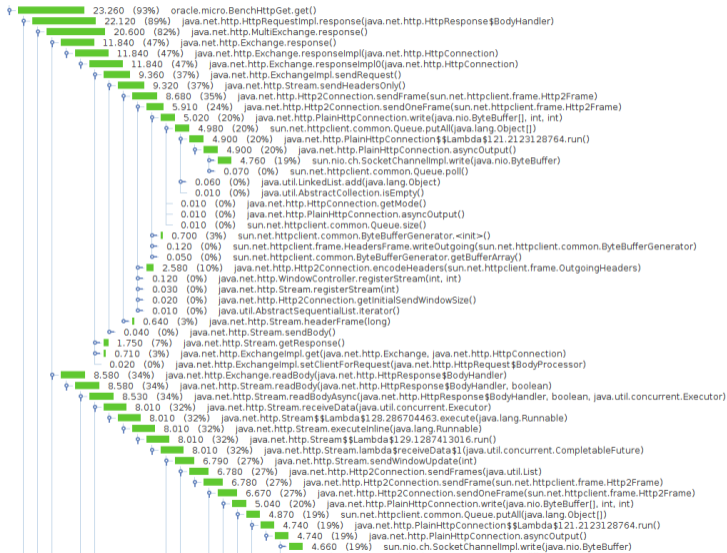 23.260 (93%) oracle.micro.BenchHttpGet.get()
22.120 (89%) java.net.http.HttpRequestImpl.response(java.net.http.HttpResponse$BodyHandler)
20.600 (82%) java.net.http.MultiExchange.response()
11.840 (47%) java.net.http.Exchange.response()
11.840 (47%) java.net.http.Exchange.responseImpl(java.net.http.HttpConnection)
11.840 (47%) java.net.http.Exchange.responseImpl0(java.net.http.HttpConnection)
9.360 (37%) java.net.http.ExchangeImpl.sendRequest()
9.320 (37%) java.net.http.Stream.sendHeadersOnly()
8.680 (35%) java.net.http.Http2Connection.sendFrame(sun.net.httpclient.frame.Http2Frame)
5.910 (24%) java.net.http.Http2Connection.sendOneFrame(sun.net.httpclient.frame.Http2Frame)
5.020 (20%) java.net.http.PlainHttpConnection.write(java.nio.ByteBuffer[], int, int)
4.980 (20%) sun.net.httpclient.common.Queue.putAll(java.lang.Object[])
4.900 (20%) java.net.http.PlainHttpConnection$$Lambda$121.2123128764.run()
4.900 (20%) java.net.http.PlainHttpConnection.asyncOutput()
4.760 (19%) sun.nio.ch.SocketChannelImpl.write(java.nio.ByteBuffer)
0.070 (0%) sun.net.httpclient.common.Queue.poll()
0.060 (0%) java.util.LinkedList.add(java.lang.Object)
0.010 (0%) java.util.AbstractCollection.isEmpty()
0.010 (0%) java.net.http.HttpConnection.getMode()
0.010 (0%) java.net.http.PlainHttpConnection.asyncOutput()
0.010 (0%) sun.net.httpclient.common.Queue.size()
0.700 (3%) sun.net.httpclient.common.ByteBufferGenerator.<init>()
0.120 (0%) sun.net.httpclient.frame.HeadersFrame.writeOutgoing(sun.net.httpclient.common.ByteBufferGenerator)
0.050 (0%) sun.net.httpclient.common.ByteBufferGenerator.getBufferArray()
2.580 (10%) java.net.http.Http2Connection.encodeHeaders(sun.net.httpclient.frame.OutgoingHeaders)
0.120 (0%) java.net.http.WindowController.registerStream(int, int)
0.030 (0%) java.net.http.Stream.registerStream(int)
0.020 (0%) java.net.http.Http2Connection.getInitialSendWindowSize()
0.010 (0%) java.util.AbstractSequentialList.iterator()
0.640 (3%) java.net.http.Stream.headerFrame(long)
0.040 (0%) java.net.http.Stream.sendBody()
1.750 (7%) java.net.http.Stream.getResponse()
0.710 (3%) java.net.http.ExchangeImpl.get(java.net.http.Exchange, java.net.http.HttpConnection)
0.020 (0%) java.net.http.ExchangeImpl.setClientForRequest(java.net.http.HttpRequest$BodyProcessor)
8.580 (34%) java.net.http.Exchange.readBody(java.net.http.HttpResponse$BodyHandler)
8.580 (34%) java.net.http.Stream.readBody(java.net.http.HttpResponse$BodyHandler, boolean)
8.530 (34%) java.net.http.Stream.readBodyAsync(java.net.http.HttpResponse$BodyHandler, boolean, java.util.concurrent.Executor)
8.010 (32%) java.net.http.Stream.receiveData(java.util.concurrent.Executor)
8.010 (32%) java.net.http.Stream$$Lambda$128.286704463.execute(java.lang.Runnable)
8.010 (32%) java.net.http.Stream.executeInline(java.lang.Runnable)
8.010 (32%) java.net.http.Stream$$Lambda$129.1287413016.run()
8.010 (32%) java.net.http.Stream.lambda$receiveData$1(java.util.concurrent.CompletableFuture)
6.790 (27%) java.net.http.Stream.sendWindowUpdate(int)
6.780 (27%) java.net.http.Http2Connection.sendFrames(java.util.List)
6.780 (27%) java.net.http.Http2Connection.sendFrame(sun.net.httpclient.frame.Http2Frame)
6.670 (27%) java.net.http.Http2Connection.sendOneFrame(sun.net.httpclient.frame.Http2Frame)
5.040 (20%) java.net.http.PlainHttpConnection.write(java.nio.ByteBuffer[], int, int)
4.870 (19%) sun.net.httpclient.common.Queue.putAll(java.lang.Object[])
4.740 (19%) java.net.http.PlainHttpConnection$$Lambda$121.2123128764.run()
4.740 (19%) java.net.http.PlainHttpConnection.asyncOutput()
4.660 (19%) sun.nio.ch.SocketChannelImpl.write(java.nio.ByteBuffer)